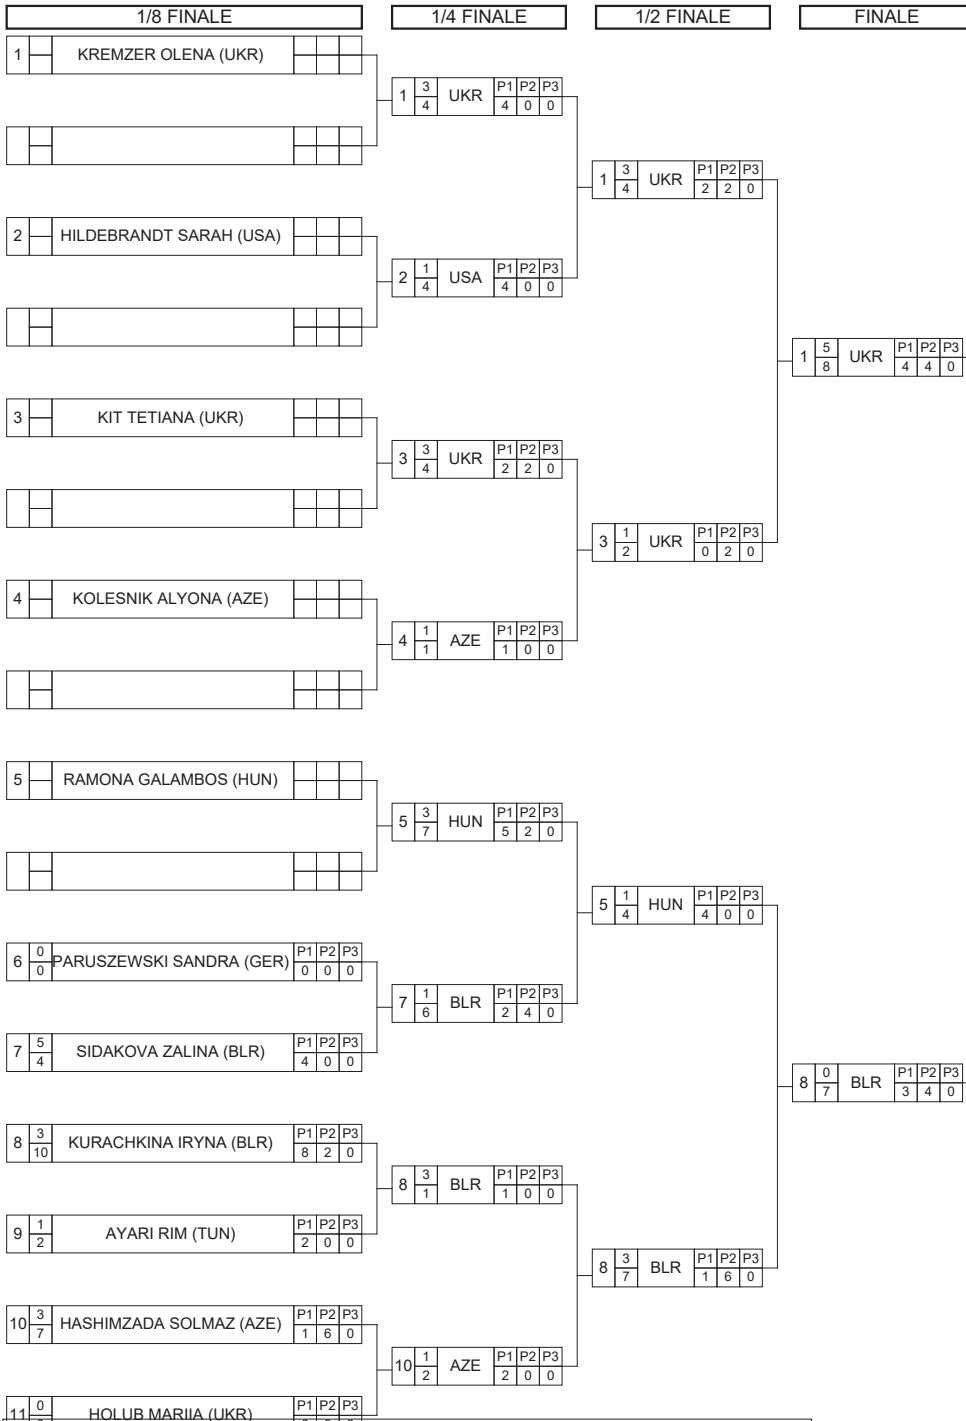 1/8 FINALE
1/4 FINALE
1/2 FINALE
FINALE
1 KREMZER OLENA (UKR)
1 3 4 UKR P1 P2 P3 4 0 0
1 3 4 UKR P1 P2 P3 2 2 0
2 HILDEBRANDT SARAH (USA)
2 1 4 USA P1 P2 P3 4 0 0
1 5 8 UKR P1 P2 P3 4 4 0
3 KIT TETIANA (UKR)
3 3 4 UKR P1 P2 P3 2 2 0
3 1 2 UKR P1 P2 P3 0 2 0
4 KOLESNIK ALYONA (AZE)
4 1 1 AZE P1 P2 P3 1 0 0
5 RAMONA GALAMBOS (HUN)
5 3 7 HUN P1 P2 P3 5 2 0
5 1 4 HUN P1 P2 P3 4 0 0
6 0 0 PARUSZEWSKI SANDRA (GER) P1 P2 P3 0 0 0
7 1 6 BLR P1 P2 P3 2 4 0
7 5 4 SIDAKOVA ZALINA (BLR) P1 P2 P3 4 0 0
8 0 7 BLR P1 P2 P3 3 4 0
8 3 10 KURACHKINA IRYNA (BLR) P1 P2 P3 8 2 0
8 3 1 BLR P1 P2 P3 1 0 0
9 1 2 AYARI RIM (TUN) P1 P2 P3 2 0 0
8 3 7 BLR P1 P2 P3 1 6 0
10 3 7 HASHIMZADA SOLMAZ (AZE) P1 P2 P3 1 6 0
10 1 2 AZE P1 P2 P3 2 0 0
11 0 HOLUB MARIIA (UKR) P1 P2 P3